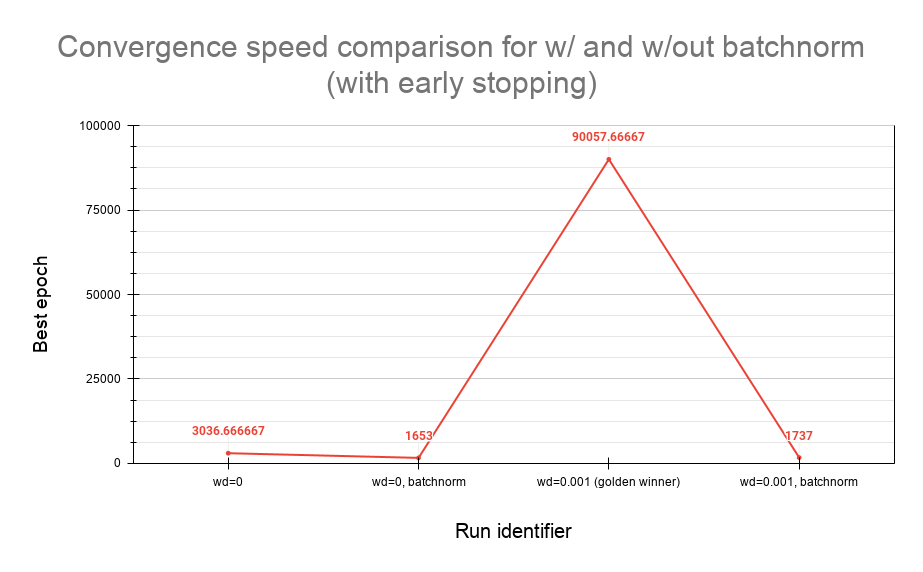 Convergence speed comparison for w/ and w/out batchnorm
(with early stopping)
100000
75000
50000
25000
0
Best epoch
3036.666667
1653
90057.66667
1737
wd=0
wd=0, batchnorm
wd=0.001 (golden winner)
wd=0.001, batchnorm
Run identifier